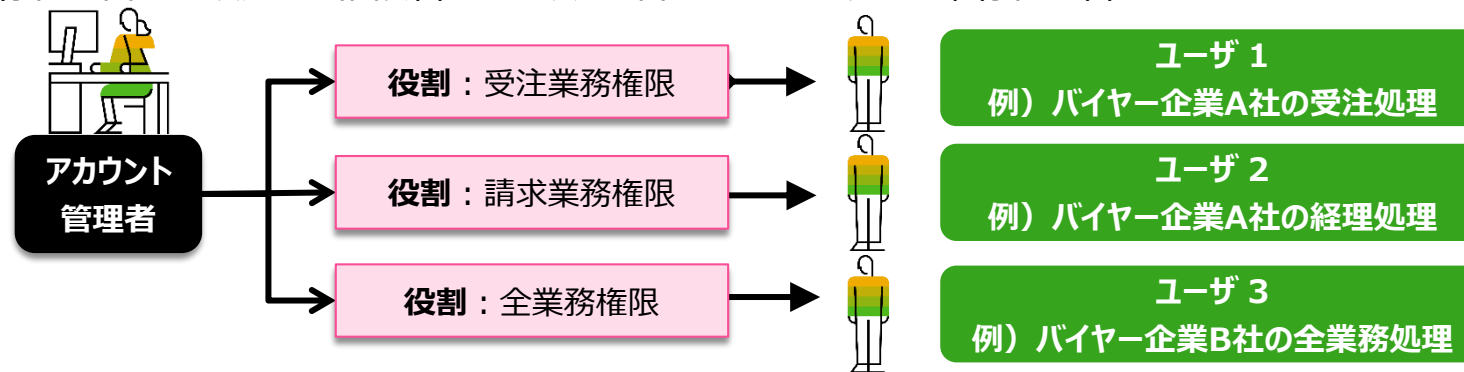 アカウント
管理者
役割：受注業務権限
ユーザ 1
例）バイヤー企業A社の受注処理
役割：請求業務権限
ユーザ 2
例）バイヤー企業A社の経理処理
役割：全業務権限
ユーザ 3
例）バイヤー企業B社の全業務処理